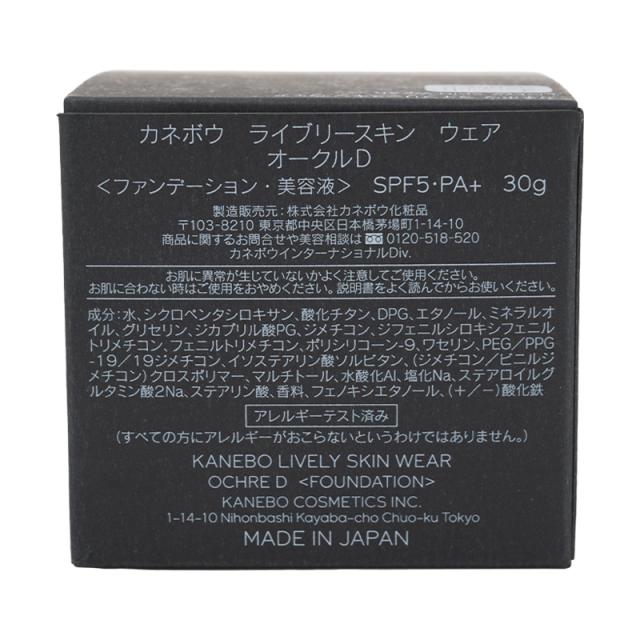 カネボウ ライブリースキン ウェア
オークルD
＜ファンデーション・美容液＞ SPF5・PA+ 30g
製造販売元：株式会社カネボウ化粧品
〒103-8210 東京都中央区日本橋茅場町1-14-10
商品に関するお問合せや美容相談は 0120-518-520
カネボウインターナショナルDiv.
お肌に異常が生じていないかよく注意してご使用ください。
お肌に合わない時はご使用をおやめください。説明書をよく読んでからお使いください。
成分：水、シクロペンタシロキサン、酸化チタン、DPG、エタノール、ミネラルオ
イル、グリセリン、ジカプリル酸PG、ジメチコン、ジフェニルシロキシフェニル
トリメチコン、フェニルトリメチコン、ポリシリコーン-9、ワセリン、PEG／PPG
-19／19ジメチコン、イソステアリン酸ソルビタン、（ジメチコン／ビニルジ
メチコン）クロスポリマー、マルチトール、水酸化Al、塩化Na、ステアロイルグ
ルタミン酸2Na、ステアリン酸、香料、フェノキシエタノール、（＋／－）酸化鉄
アレルギーテスト済み
（すべての方にアレルギーがおこらないというわけではありません。）
KANEBO LIVELY SKIN WEAR
OCHRE D ＜FOUNDATION＞
KANEBO COSMETICS INC.
1-14-10 Nihonbashi Kayaba-cho Chuo-ku Tokyo
MADE IN JAPAN